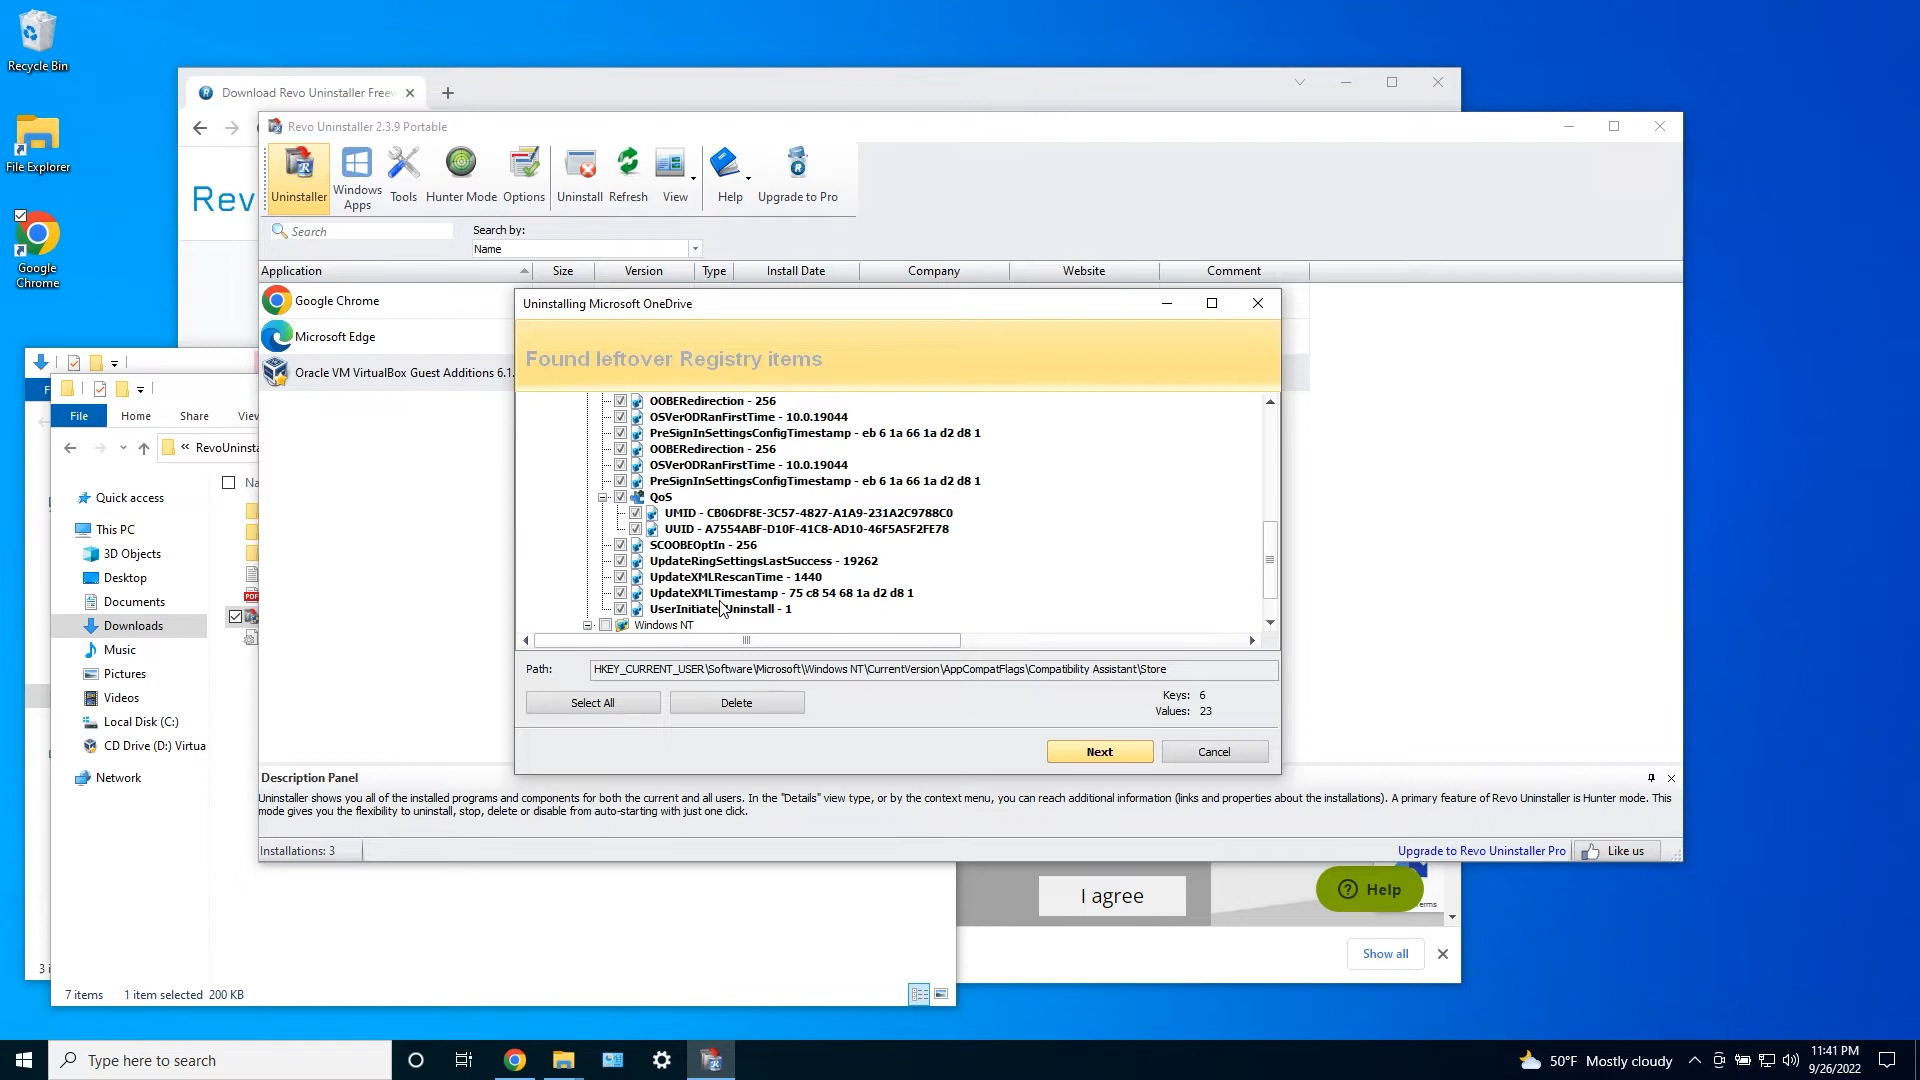 Recycle Bin
File Explorer
Google
Chrome
Download Revo Uninstaller Freew
Rev
Revo Uninstaller 2.3.9 Portable
Uninstaller
Windows
Apps
Tools
Hunter Mode
Options
Uninstall
Refresh
View
Help
Upgrade to Pro
Search
Search by:
Name
Application Size Version Type Install Date Company Website Comment
Google Chrome
Microsoft Edge
Oracle VM VirtualBox Guest Additions 6.1.
Uninstalling Microsoft OneDrive
Found leftover Registry items
OOBERedirection - 256
OSVerODRanFirstTime - 10.0.19044
PreSignInSettingsConfigTimestamp - eb 6 1a 66 1a d2 d8 1
OOBERedirection - 256
OSVerODRanFirstTime - 10.0.19044
PreSignInSettingsConfigTimestamp - eb 6 1a 66 1a d2 d8 1
QoS
UMID - CB06DF8E-3C57-4827-A1A9-231A2C9788C0
UUID - A7554ABF-D10F-41C8-AD10-46F5A5F2FE78
SCOOBEOptIn - 256
UpdateRingSettingsLastSuccess - 19262
UpdateXMLRescanTime - 1440
UpdateXMLTimestamp - 75 c8 54 68 1a d2 d8 1
UserInitiatedUninstall - 1
Windows NT
Path: HKEY_CURRENT_USER\Software\Microsoft\Windows NT\CurrentVersion\AppCompatFlags\Compatibility Assistant\Store
Select All
Delete
Keys: 6
Values: 23
Next
Cancel
File
Home
Share
Viev
« RevoUninsta
Na
Quick access
This PC
3D Objects
Desktop
Documents
Downloads
Music
Pictures
Videos
Local Disk (C:)
CD Drive (D:) Virtua
Network
3 i
7 items 1 item selected 200 KB
Description Panel
Uninstaller shows you all of the installed programs and components for both the current and all users. In the "Details" view type, or by the context menu, you can reach additional information (links and properties about the installations). A primary feature of Revo Uninstaller is Hunter mode. This
mode gives you the flexibility to uninstall, stop, delete or disable from auto-starting with just one click.
Installations: 3
Upgrade to Revo Uninstaller Pro
Like us
I agree
Help
Show all
Type here to search
50°F Mostly cloudy
11:41 PM
9/26/2022